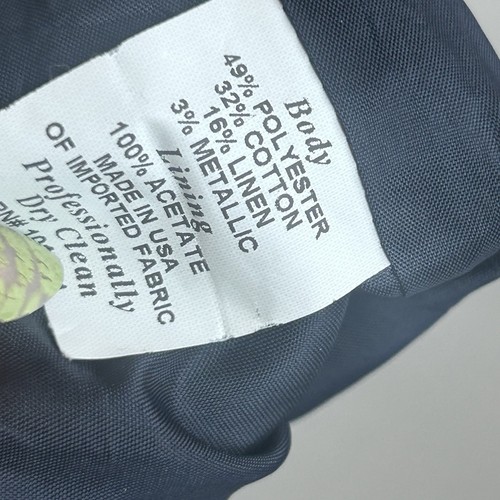 Body
49% POLYESTER
32% COTTON
16% LINEN
3% METALLIC
Lining
100% ACETATE
MADE IN USA
OF IMPORTED FABRIC
Professionally
Dry Clean